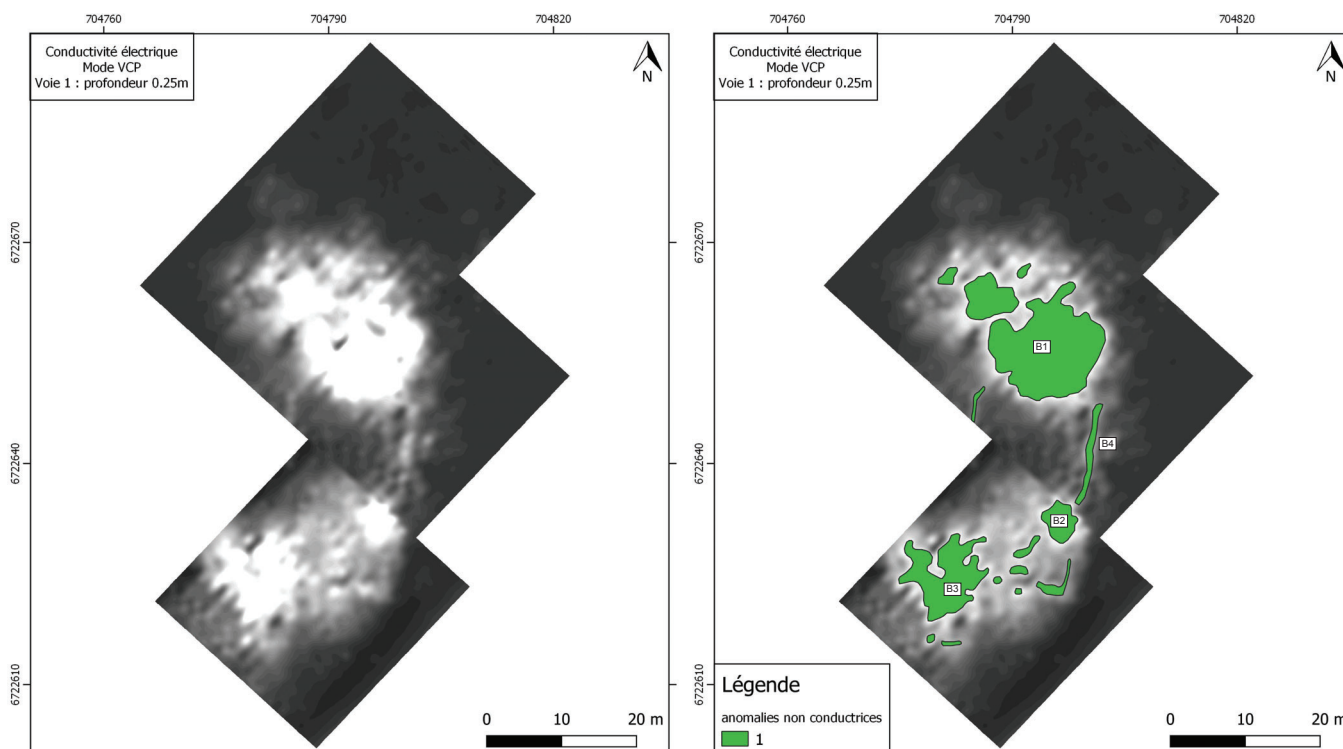 704760
704790
704820
Conductivité électrique
Mode VCP
Voie 1 : profondeur 0.25m
N
6722670
6722640
6722610
0 10 20 m
704760
704790
704820
Conductivité électrique
Mode VCP
Voie 1 : profondeur 0.25m
N
6722670
6722640
6722610
B1
B4
B2
B3
Légende
anomalies non conductrices
1
0 10 20 m